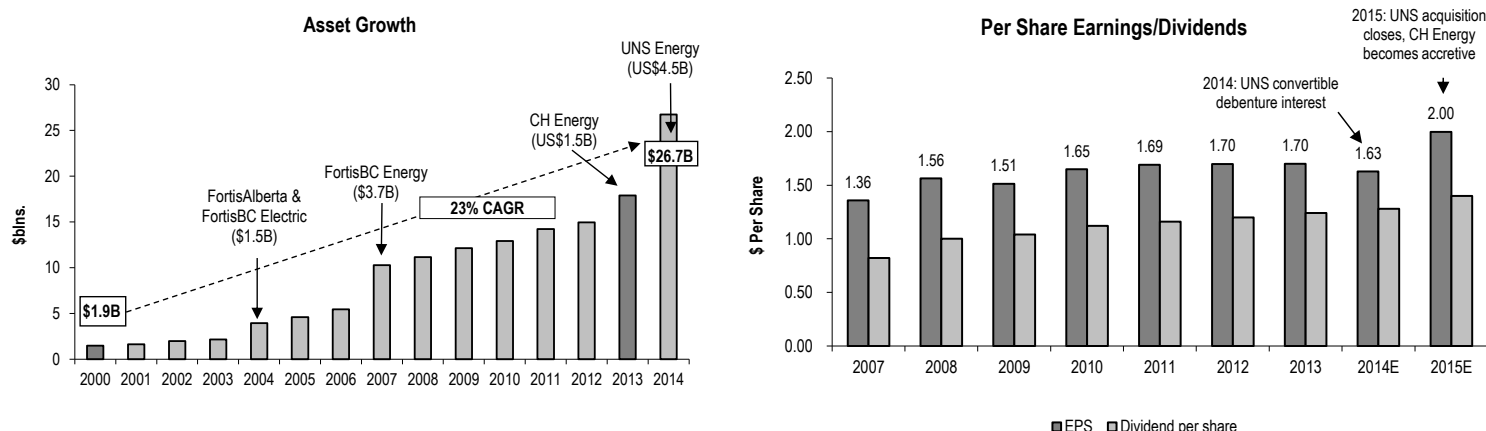 Asset Growth
UNS Energy
(US$4.5B)
30
25
20
15
10
5
0
$blns.
CH Energy
(US$1.5B)
$26.7B
FortisBC Energy
($3.7B)
FortisAlberta &
FortisBC Electric
($1.5B)
23% CAGR
$1.9B
2000 2001 2002 2003 2004 2005 2006 2007 2008 2009 2010 2011 2012 2013 2014
Per Share Earnings/Dividends
2015: UNS acquisition
closes, CH Energy
becomes accretive
2014: UNS convertible
debenture interest
2.50
2.00
1.50
1.00
0.50
0.00
$ Per Share
1.36 1.56 1.51 1.65 1.69 1.70 1.70 1.63 2.00
2007 2008 2009 2010 2011 2012 2013 2014E 2015E
EPS Dividend per share